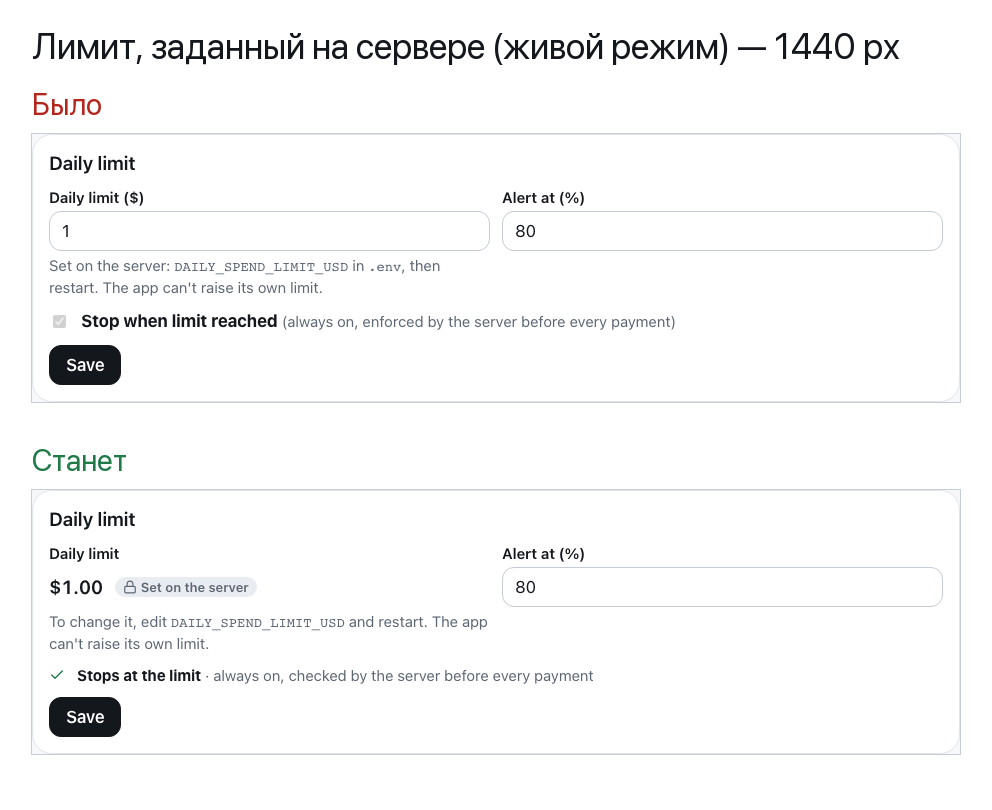 Лимит, заданный на сервере (живой режим) — 1440 px
Было
Daily limit
Daily limit ($)
Alert at (%)
1
80
Set on the server: DAILY_SPEND_LIMIT_USD in .env, then
restart. The app can't raise its own limit.
Stop when limit reached (always on, enforced by the server before every payment)
Save
Станет
Daily limit
Daily limit
Alert at (%)
$1.00 Set on the server
80
To change it, edit DAILY_SPEND_LIMIT_USD and restart. The app
can't raise its own limit.
Stops at the limit · always on, checked by the server before every payment
Save